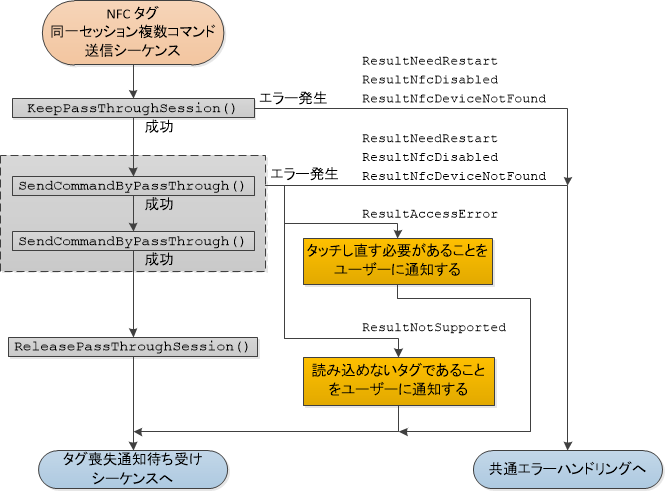 NFC タグ
同一セッション複数コマンド
送信シーケンス
ResultNeedRestart
ResultNfcDisabled
ResultNfcDeviceNotFound
KeepPassThroughSession()
エラー発生
成功
ResultNeedRestart
ResultNfcDisabled
ResultNfcDeviceNotFound
エラー発生
SendCommandByPassThrough()
成功
ResultAccessError
SendCommandByPassThrough()
成功
タッチし直す必要があることを
ユーザーに通知する
ResultNotSupported
ReleasePassThroughSession()
読み込めないタグであること
をユーザーに通知する
タグ喪失通知待ち受け
シーケンスへ
共通エラーハンドリングへ